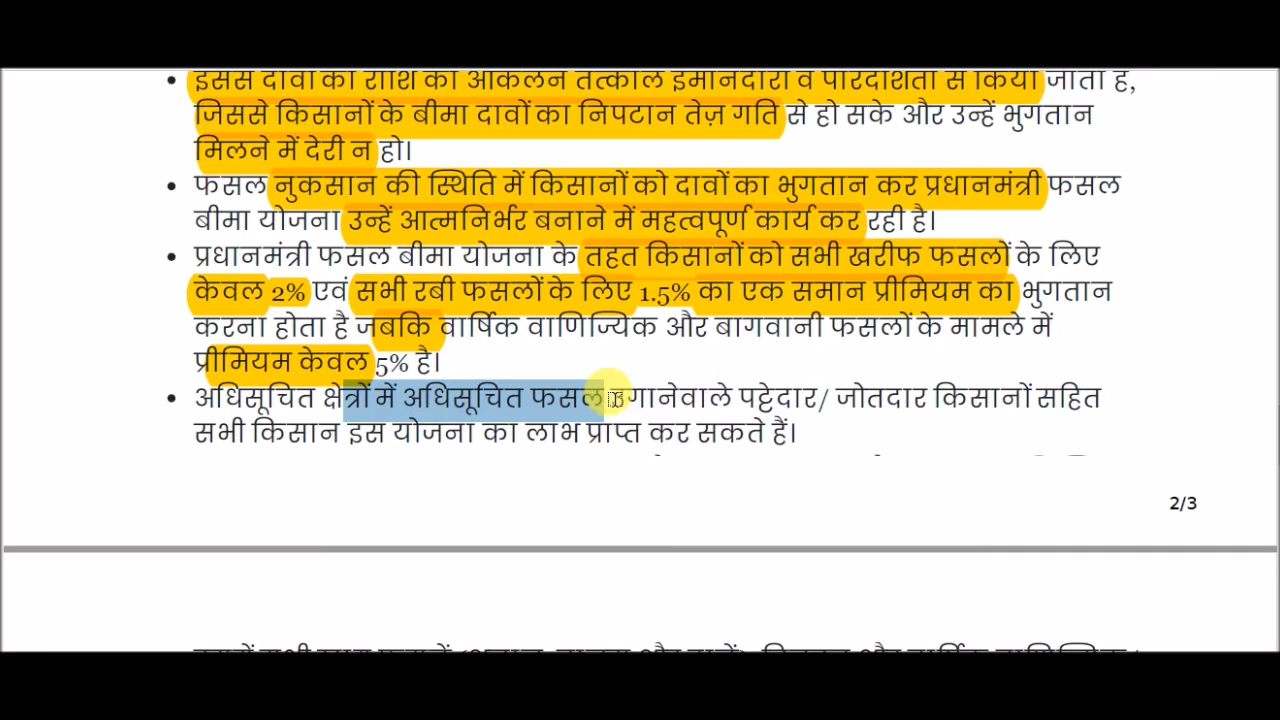 • इससे दावों की राशि का आकलन तत्काल ईमानदारी व पारदर्शिता से किया जाता है,
जिससे किसानों के बीमा दावों का निपटान तेज़ गति से हो सके और उन्हें भुगतान
मिलने में देरी न हो।
• फसल नुकसान की स्थिति में किसानों को दावों का भुगतान कर प्रधानमंत्री फसल
बीमा योजना उन्हें आत्मनिर्भर बनाने में महत्वपूर्ण कार्य कर रही है।
• प्रधानमंत्री फसल बीमा योजना के तहत किसानों को सभी खरीफ फसलों के लिए
केवल 2% एवं सभी रबी फसलों के लिए 1.5% का एक समान प्रीमियम का भुगतान
करना होता है जबकि वार्षिक वाणिज्यिक और बागवानी फसलों के मामले में
प्रीमियम केवल 5% है।
• अधिसूचित क्षेत्रों में अधिसूचित फसल उगानेवाले पट्टेदार/ जोतदार किसानों सहित
सभी किसान इस योजना का लाभ प्राप्त कर सकते हैं।
2/3